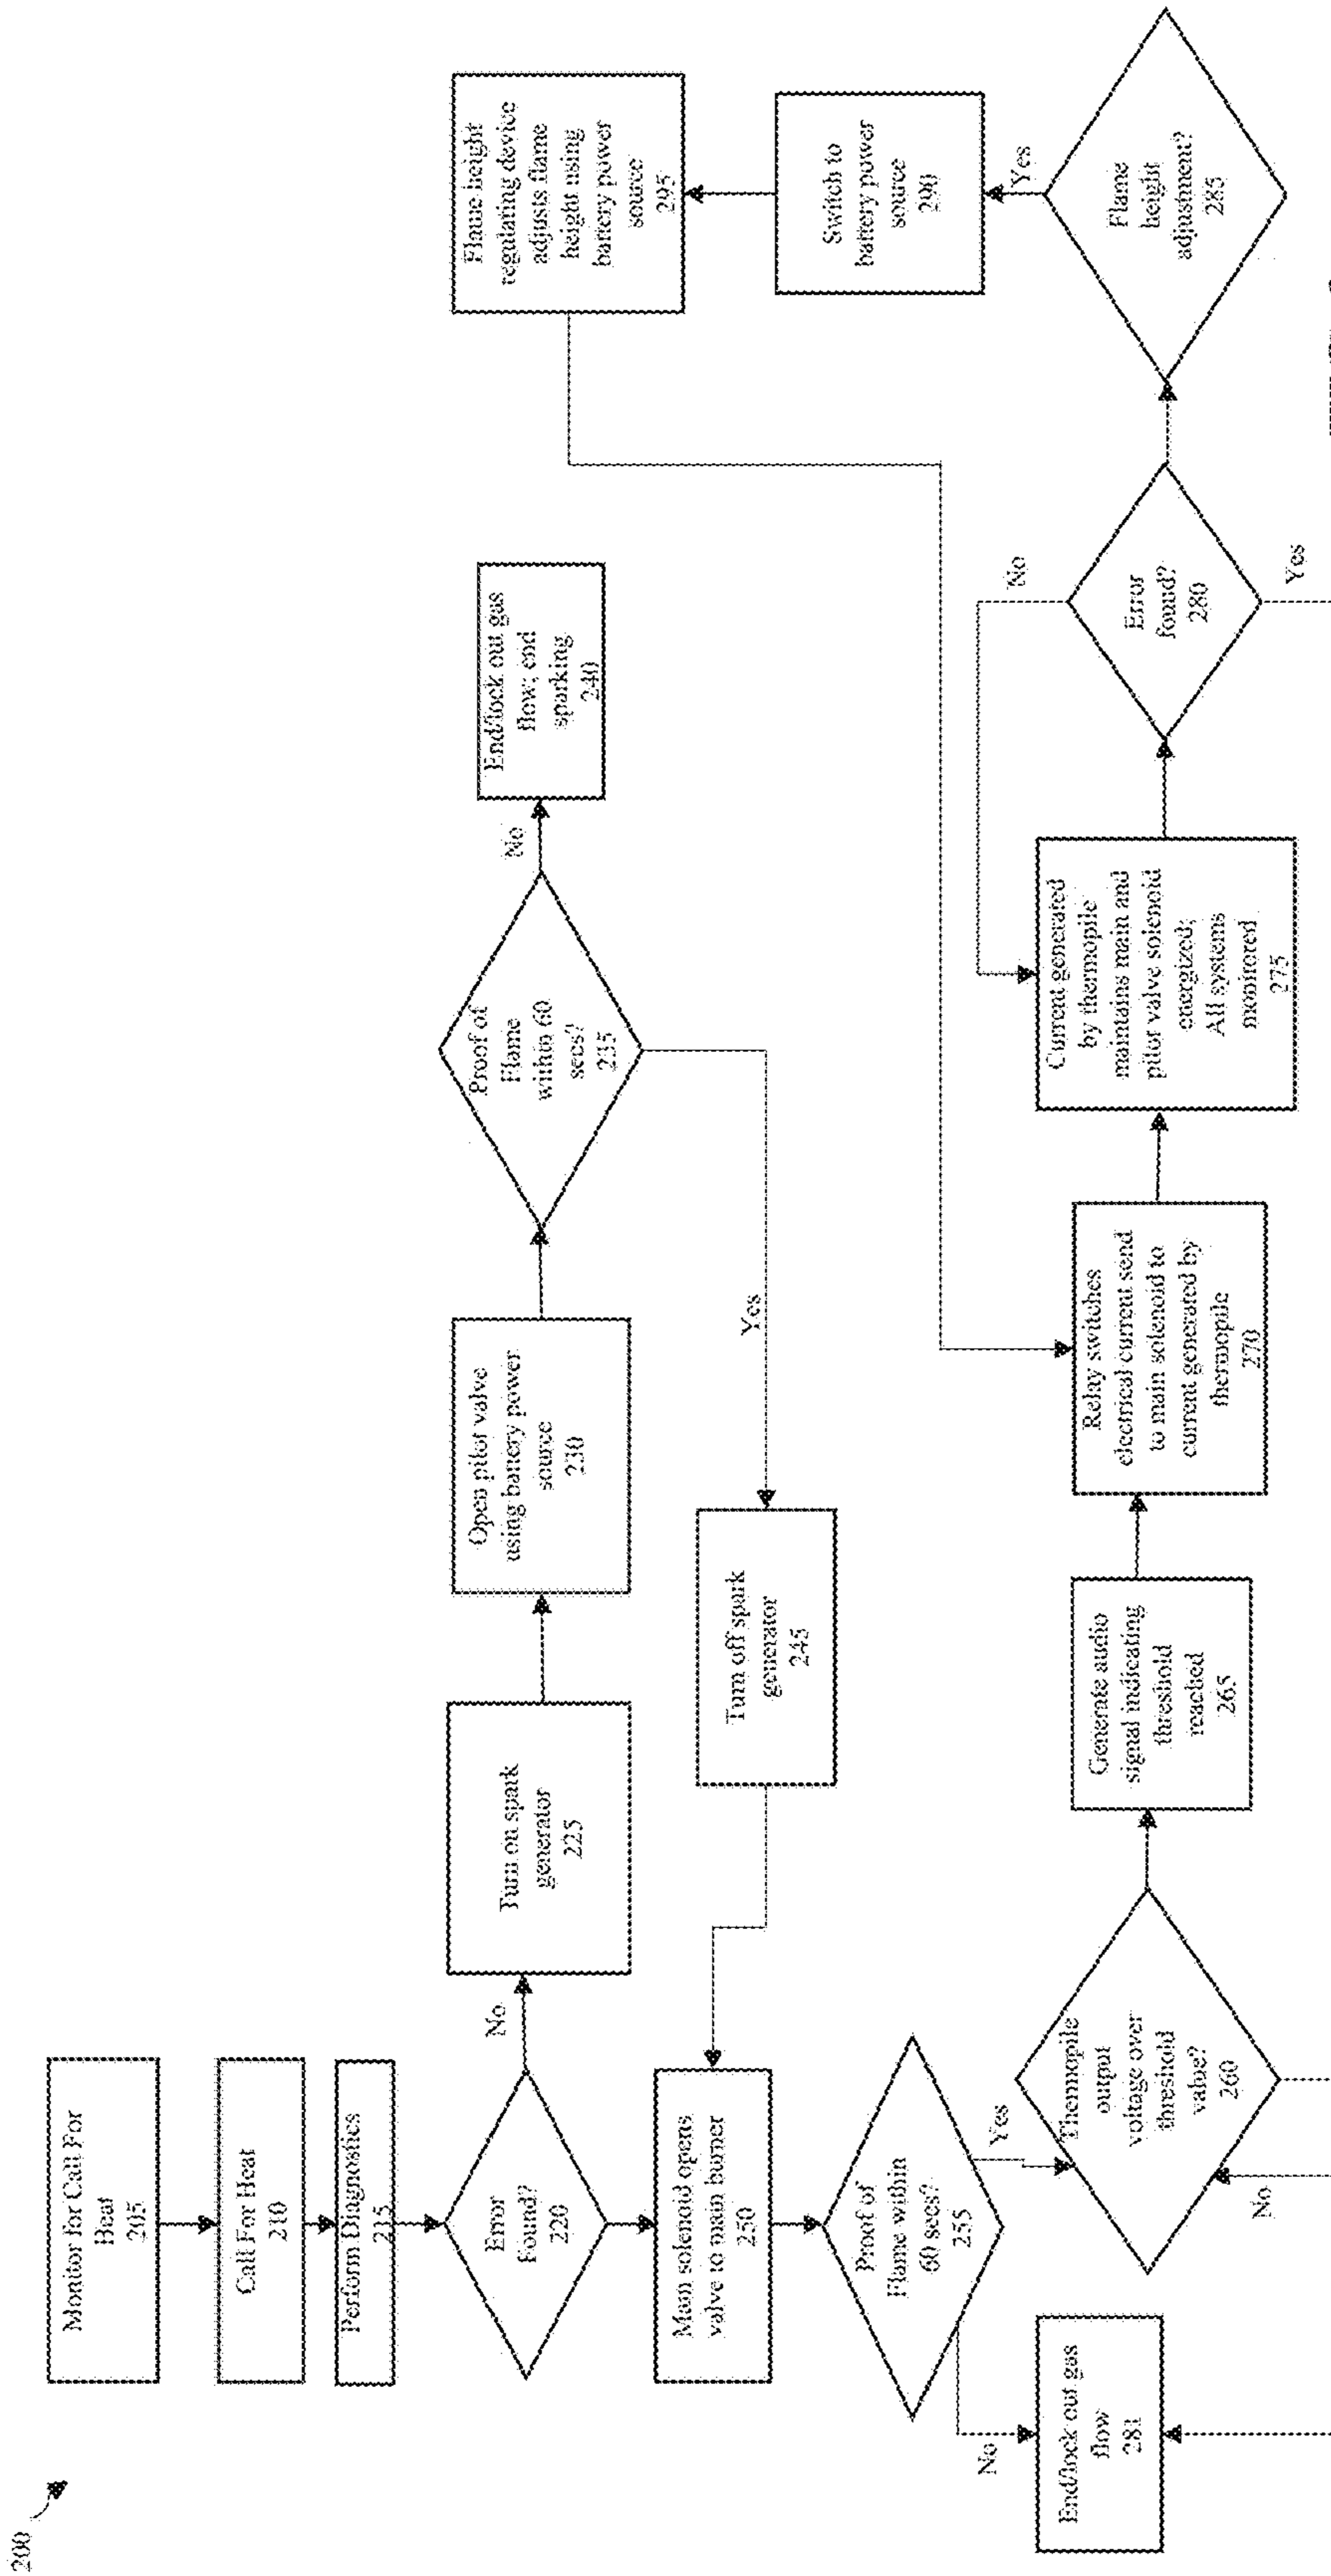 200
Monitor for Call For
Heat
205
Call For Heat
210
Perform Diagnostics
215
Error
Found?
220
No
Turn on spark
generator
225
Open pilot valve
using battery power
source
230
Proof of
Flame
within 60
secs?
235
No
End/lock out gas
flow; end
sparking
240
Yes
Turn off spark
generator
245
Main solenoid opens
valve to main burner
250
Proof of
Flame within
60 secs?
255
No
End/lock out gas
flow
281
Yes
Thermopile
output
voltage over
threshold
value?
260
No
Generate audio
signal indicating
threshold
reached
265
Relay switches
electrical current send
to main solenoid to
current generated by
thermopile
270
Current generated
by thermopile
maintains main and
pilot valve solenoid
energized;
All systems
monitored
275
Error
found?
280
No
Yes
Flame
height
adjustment?
285
Yes
Switch to
battery power
source
290
Flame height
regulating device
adjusts flame
height using
battery power
source
295